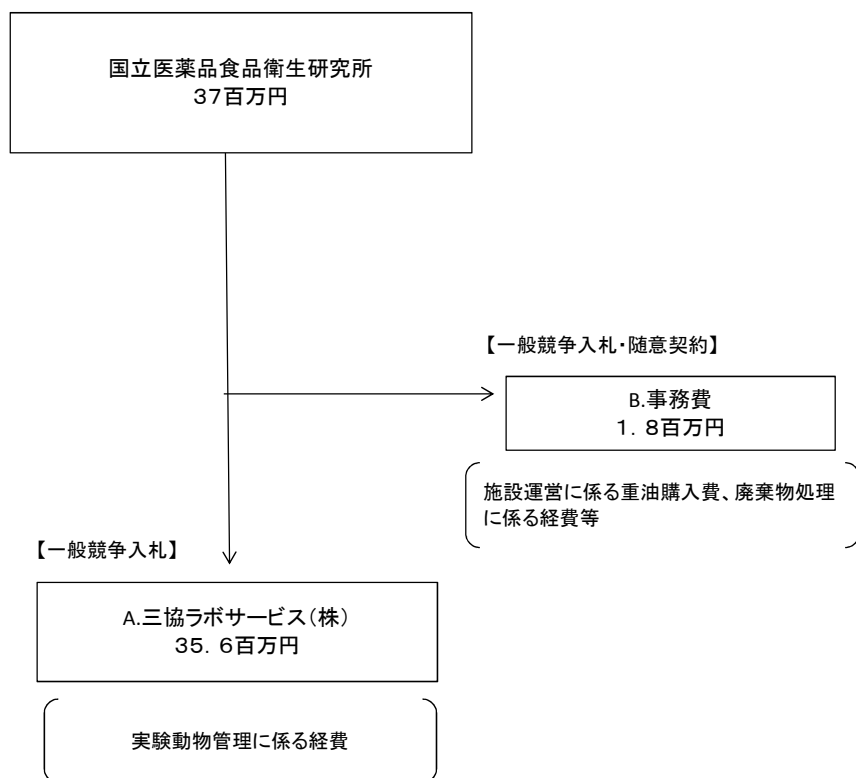 国立医薬品食品衛生研究所
37百万円
【一般競争入札・随意契約】
B.事務費
1.8百万円
施設運営に係る重油購入費、廃棄物処理
に係る経費等
【一般競争入札】
A.三協ラボサービス(株)
35.6百万円
実験動物管理に係る経費